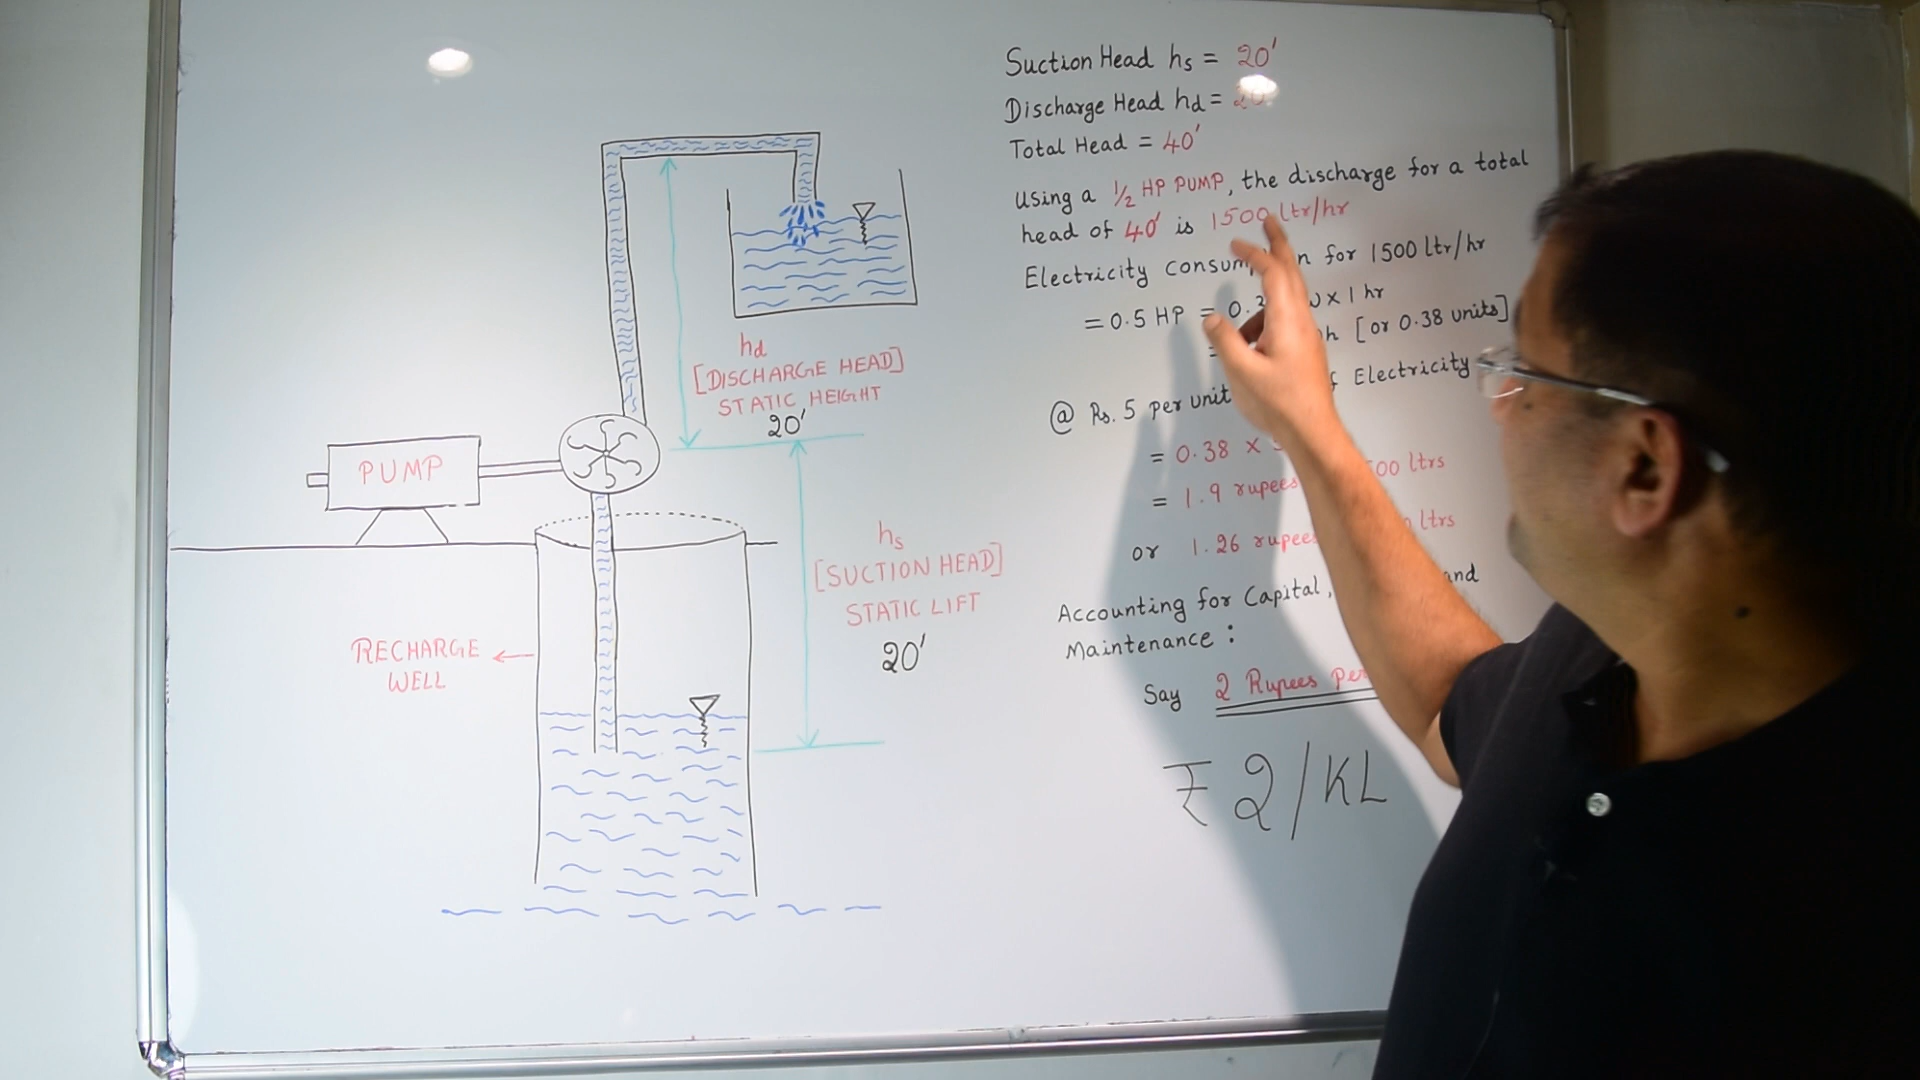 Suction Head hs = 20'
Discharge Head hd = 20
Total Head = 40'
Using a 1/2 HP PUMP, the discharge for a total
head of 40' is 1500 Ltr/hr
Electricity for 1500 Ltr/hr
= 0.5 HP = x 1 hr
[or 0.38 units]
@ Rs. 5 per unit Electricity
= 0.38 x
= 1.9 rupees Ltrs
or 1.26 rupees Ltrs
Accounting for Capital, and
Maintenance :
Say 2 Rupees Per
₹ 2/KL
hd
[DISCHARGE HEAD]
STATIC HEIGHT
20'
PUMP
hs
[SUCTION HEAD]
STATIC LIFT
20'
RECHARGE
WELL